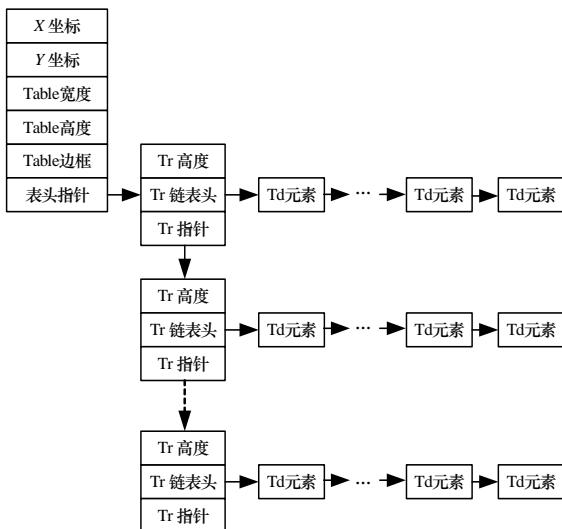 X 坐标
Y 坐标
Table宽度
Table高度
Table边框
表头指针
Tr 高度
Tr 链表头
Tr 指针
Td元素
···
Td元素
Td元素
Tr 高度
Tr 链表头
Tr 指针
Td元素
···
Td元素
Td元素
Tr 高度
Tr 链表头
Tr 指针
Td元素
···
Td元素
Td元素